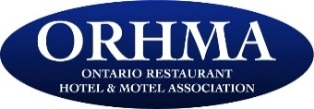 ORHMA
ONTARIO RESTAURANT
HOTEL & MOTEL ASSOCIATION